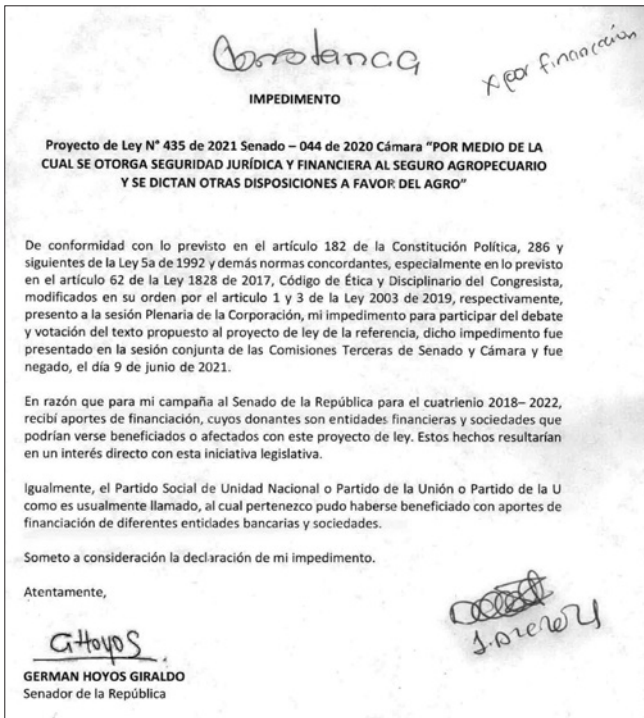 x por financación
IMPEDIMENTO
Proyecto de Ley N° 435 de 2021 Senado – 044 de 2020 Cámara "POR MEDIO DE LA
CUAL SE OTORGA SEGURIDAD JURÍDICA Y FINANCIERA AL SEGURO AGROPECUARIO
Y SE DICTAN OTRAS DISPOSICIONES A FAVOR DEL AGRO"
De conformidad con lo previsto en el artículo 182 de la Constitución Política, 286 y
siguientes de la Ley 5a de 1992 y demás normas concordantes, especialmente en lo previsto
en el artículo 62 de la Ley 1828 de 2017, Código de Ética y Disciplinario del Congresista,
modificados en su orden por el articulo 1 y 3 de la Ley 2003 de 2019, respectivamente,
presento a la sesión Plenaria de la Corporación, mi impedimento para participar del debate
y votación del texto propuesto al proyecto de ley de la referencia, dicho impedimento fue
presentado en la sesión conjunta de las Comisiones Terceras de Senado y Cámara y fue
negado, el día 9 de junio de 2021.
En razón que para mi campaña al Senado de la República para el cuatrienio 2018– 2022,
recibí aportes de financiación, cuyos donantes son entidades financieras y sociedades que
podrían verse beneficiados o afectados con este proyecto de ley. Estos hechos resultarían
en un interés directo con esta iniciativa legislativa.
Igualmente, el Partido Social de Unidad Nacional o Partido de la Unión o Partido de la U
como es usualmente llamado, al cual pertenezco pudo haberse beneficiado con aportes de
financiación de diferentes entidades bancarias y sociedades.
Someto a consideración la declaración de mi impedimento.
Atentamente,
GHoyos
GERMAN HOYOS GIRALDO
Senador de la República